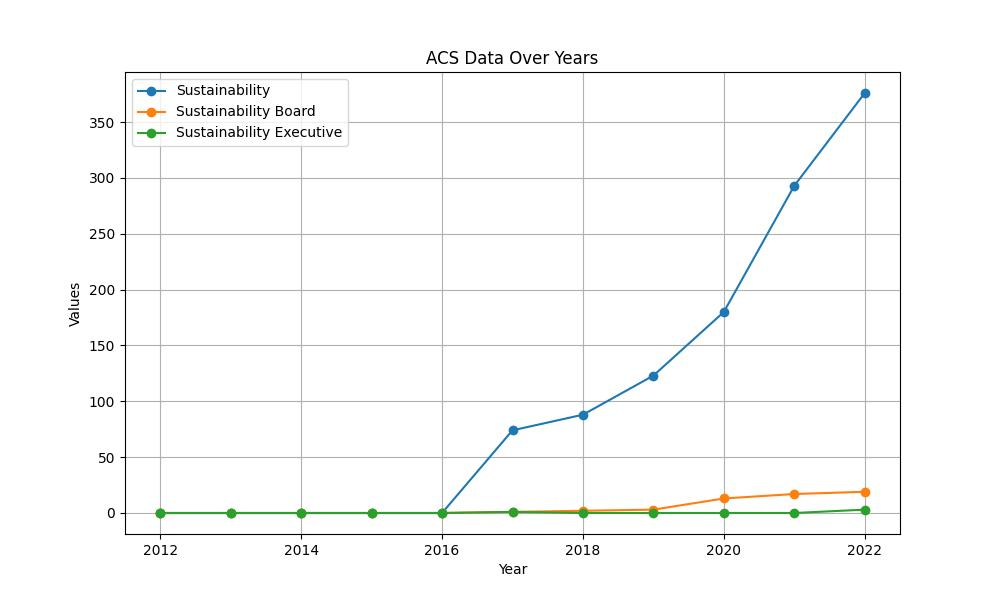 ACS Data Over Years
Sustainability
Sustainability Board
Sustainability Executive
350
300
250
200
150
100
50
0
Values
2012 2014 2016 2018 2020 2022
Year